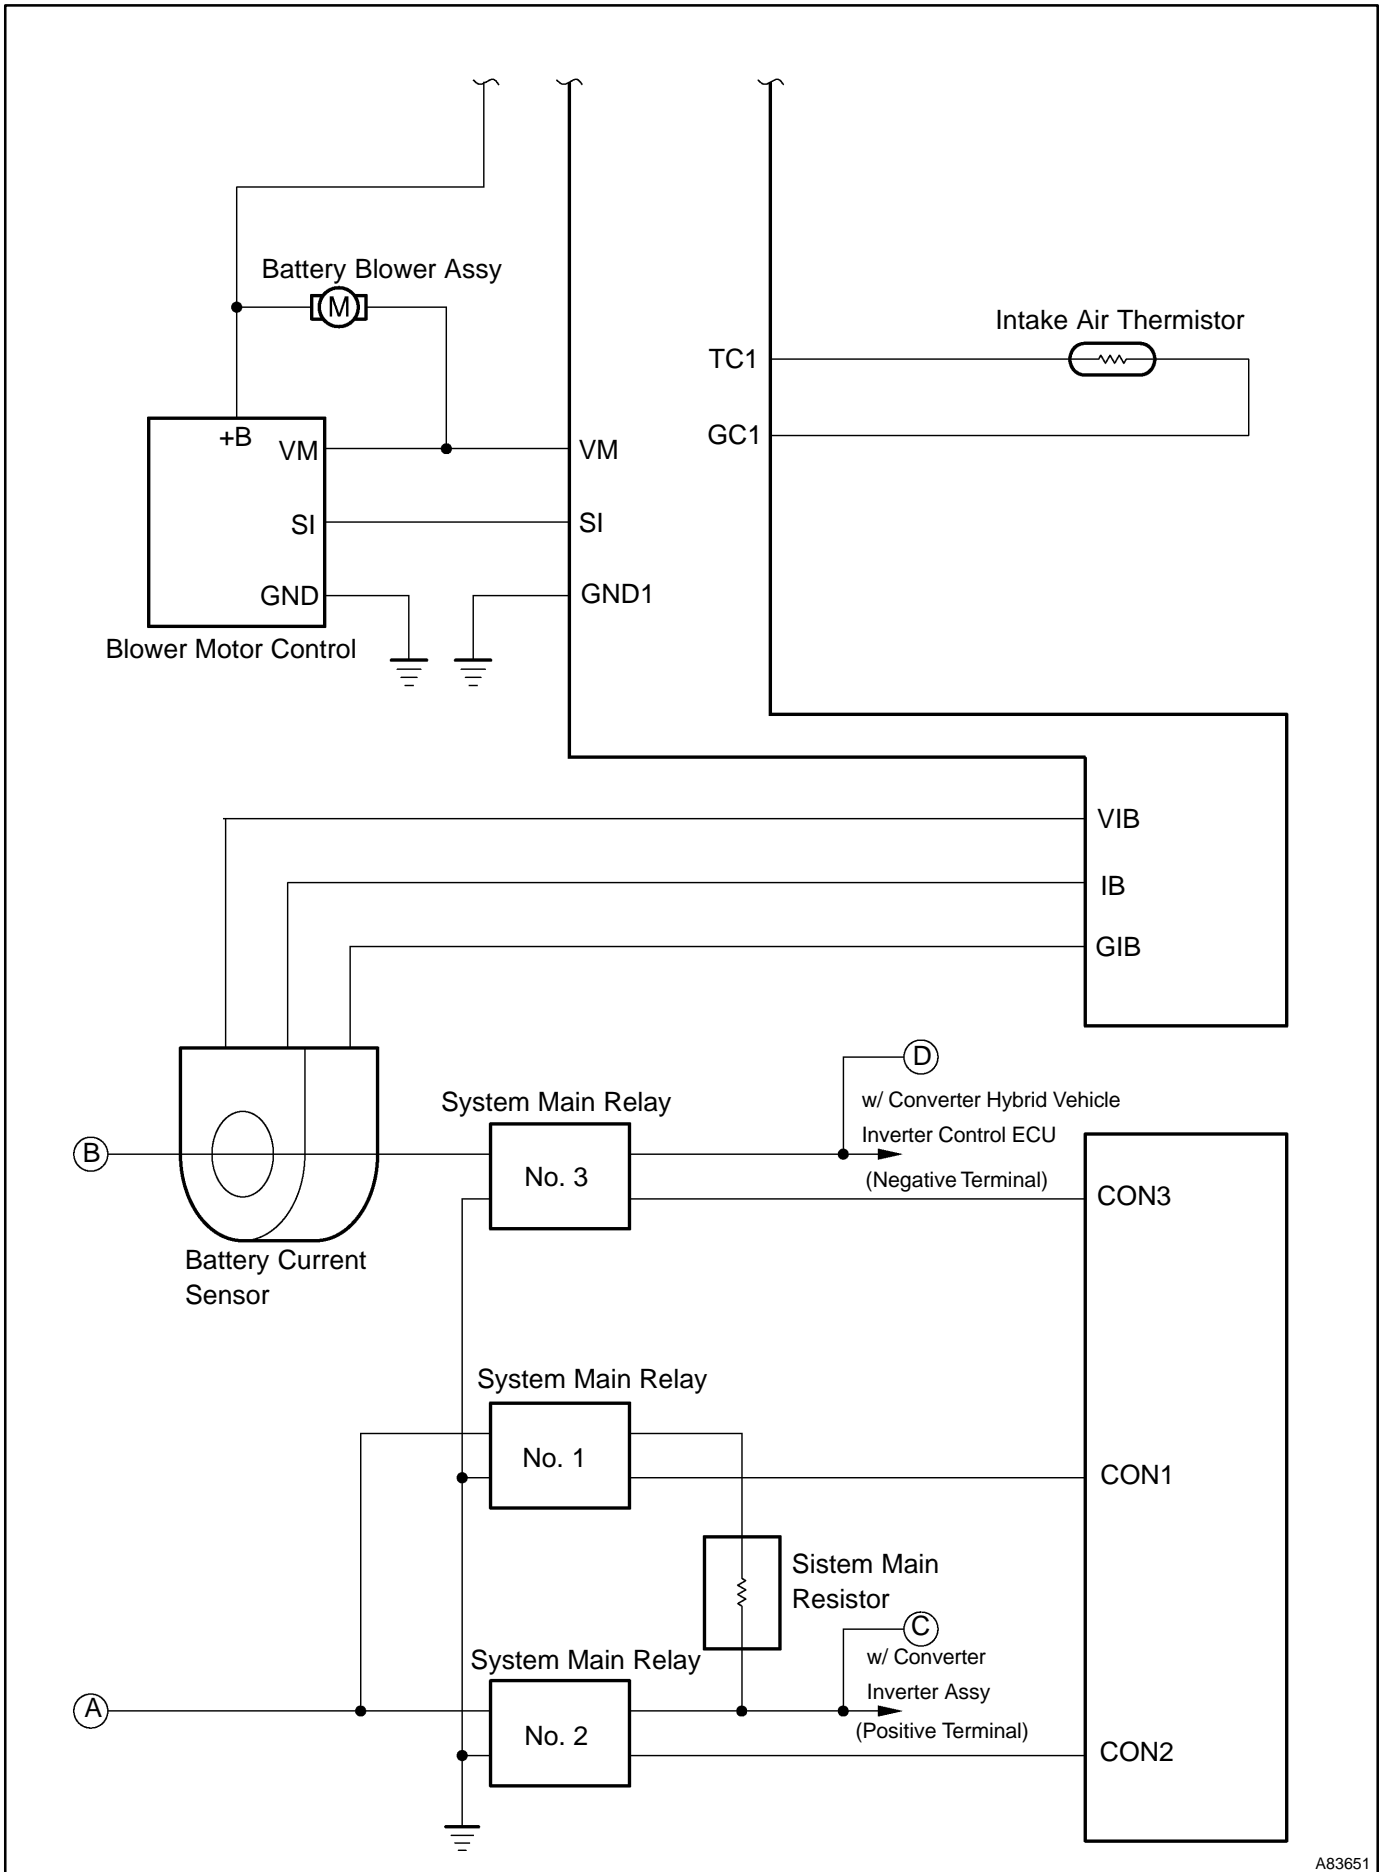 Battery Blower Assy
M
Intake Air Thermistor
TC1
GC1
+B
VM
VM
SI
SI
GND
GND1
Blower Motor Control
VIB
IB
GIB
D
System Main Relay
w/ Converter Hybrid Vehicle
Inverter Control ECU
(Negative Terminal)
B
No. 3
CON3
Battery Current
Sensor
System Main Relay
No. 1
CON1
Sistem Main
Resistor
C
System Main Relay
w/ Converter
Inverter Assy
(Positive Terminal)
A
No. 2
CON2
A83651